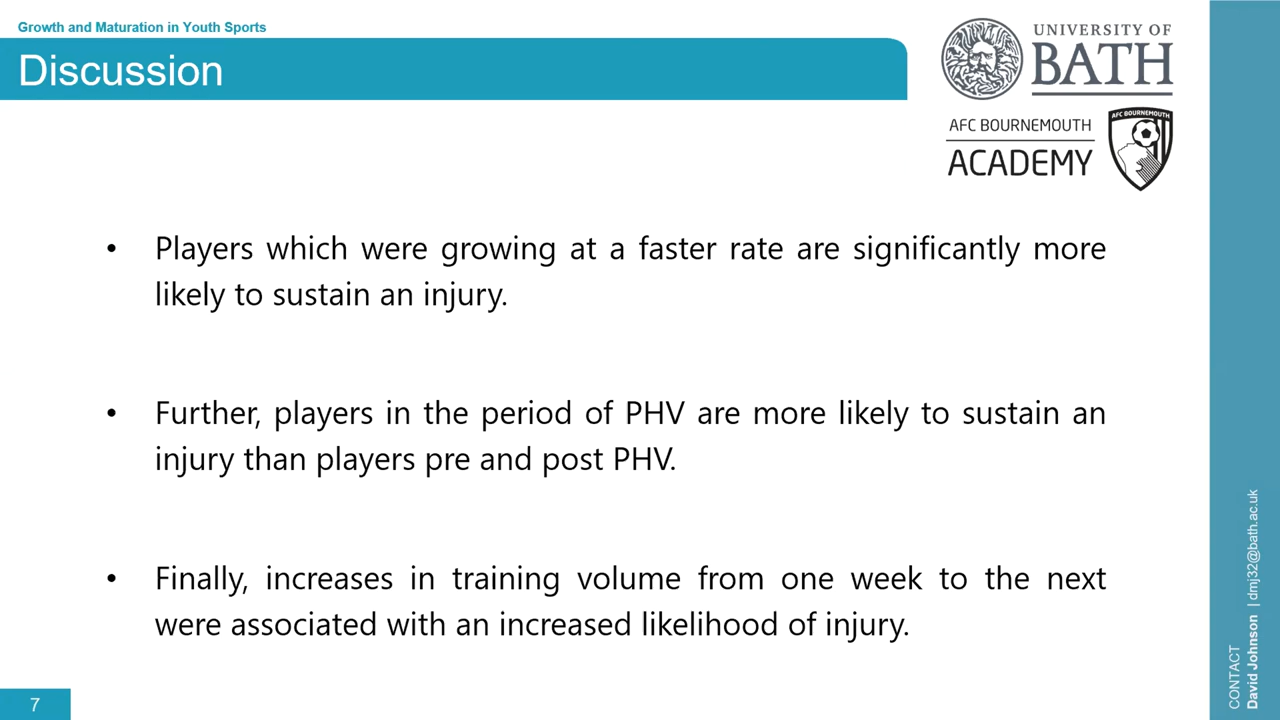 Growth and Maturation in Youth Sports
Discussion
UNIVERSITY OF
BATH
AFC BOURNEMOUTH
ACADEMY
AFC BOURNEMOUTH
• Players which were growing at a faster rate are significantly more
likely to sustain an injury.
• Further, players in the period of PHV are more likely to sustain an
injury than players pre and post PHV.
• Finally, increases in training volume from one week to the next
were associated with an increased likelihood of injury.
7
CONTACT
David Johnson | dmj32@bath.ac.uk